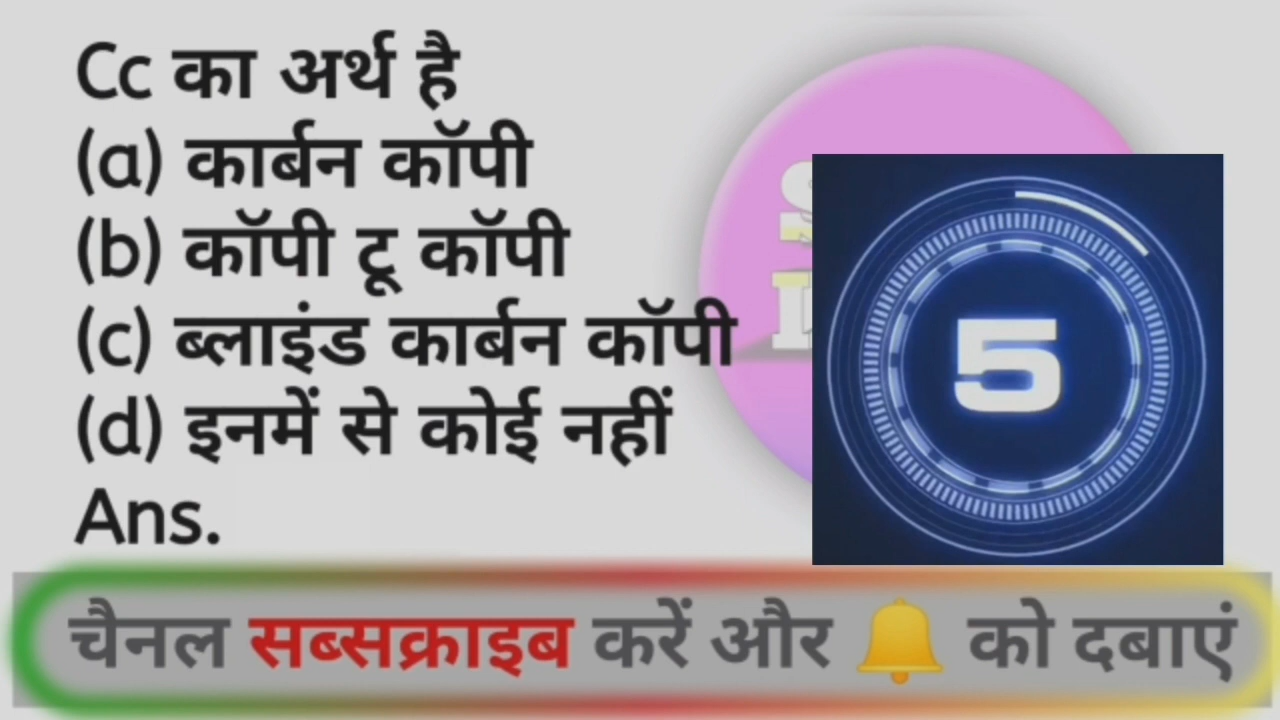 Cc का अर्थ है
(a) कार्बन कॉपी
(b) कॉपी टू कॉपी
(c) ब्लाइंड कार्बन कॉपी
(d) इनमें से कोई नहीं
Ans.
5
चैनल सब्सक्राइब करें और 🔔 को दबाएं